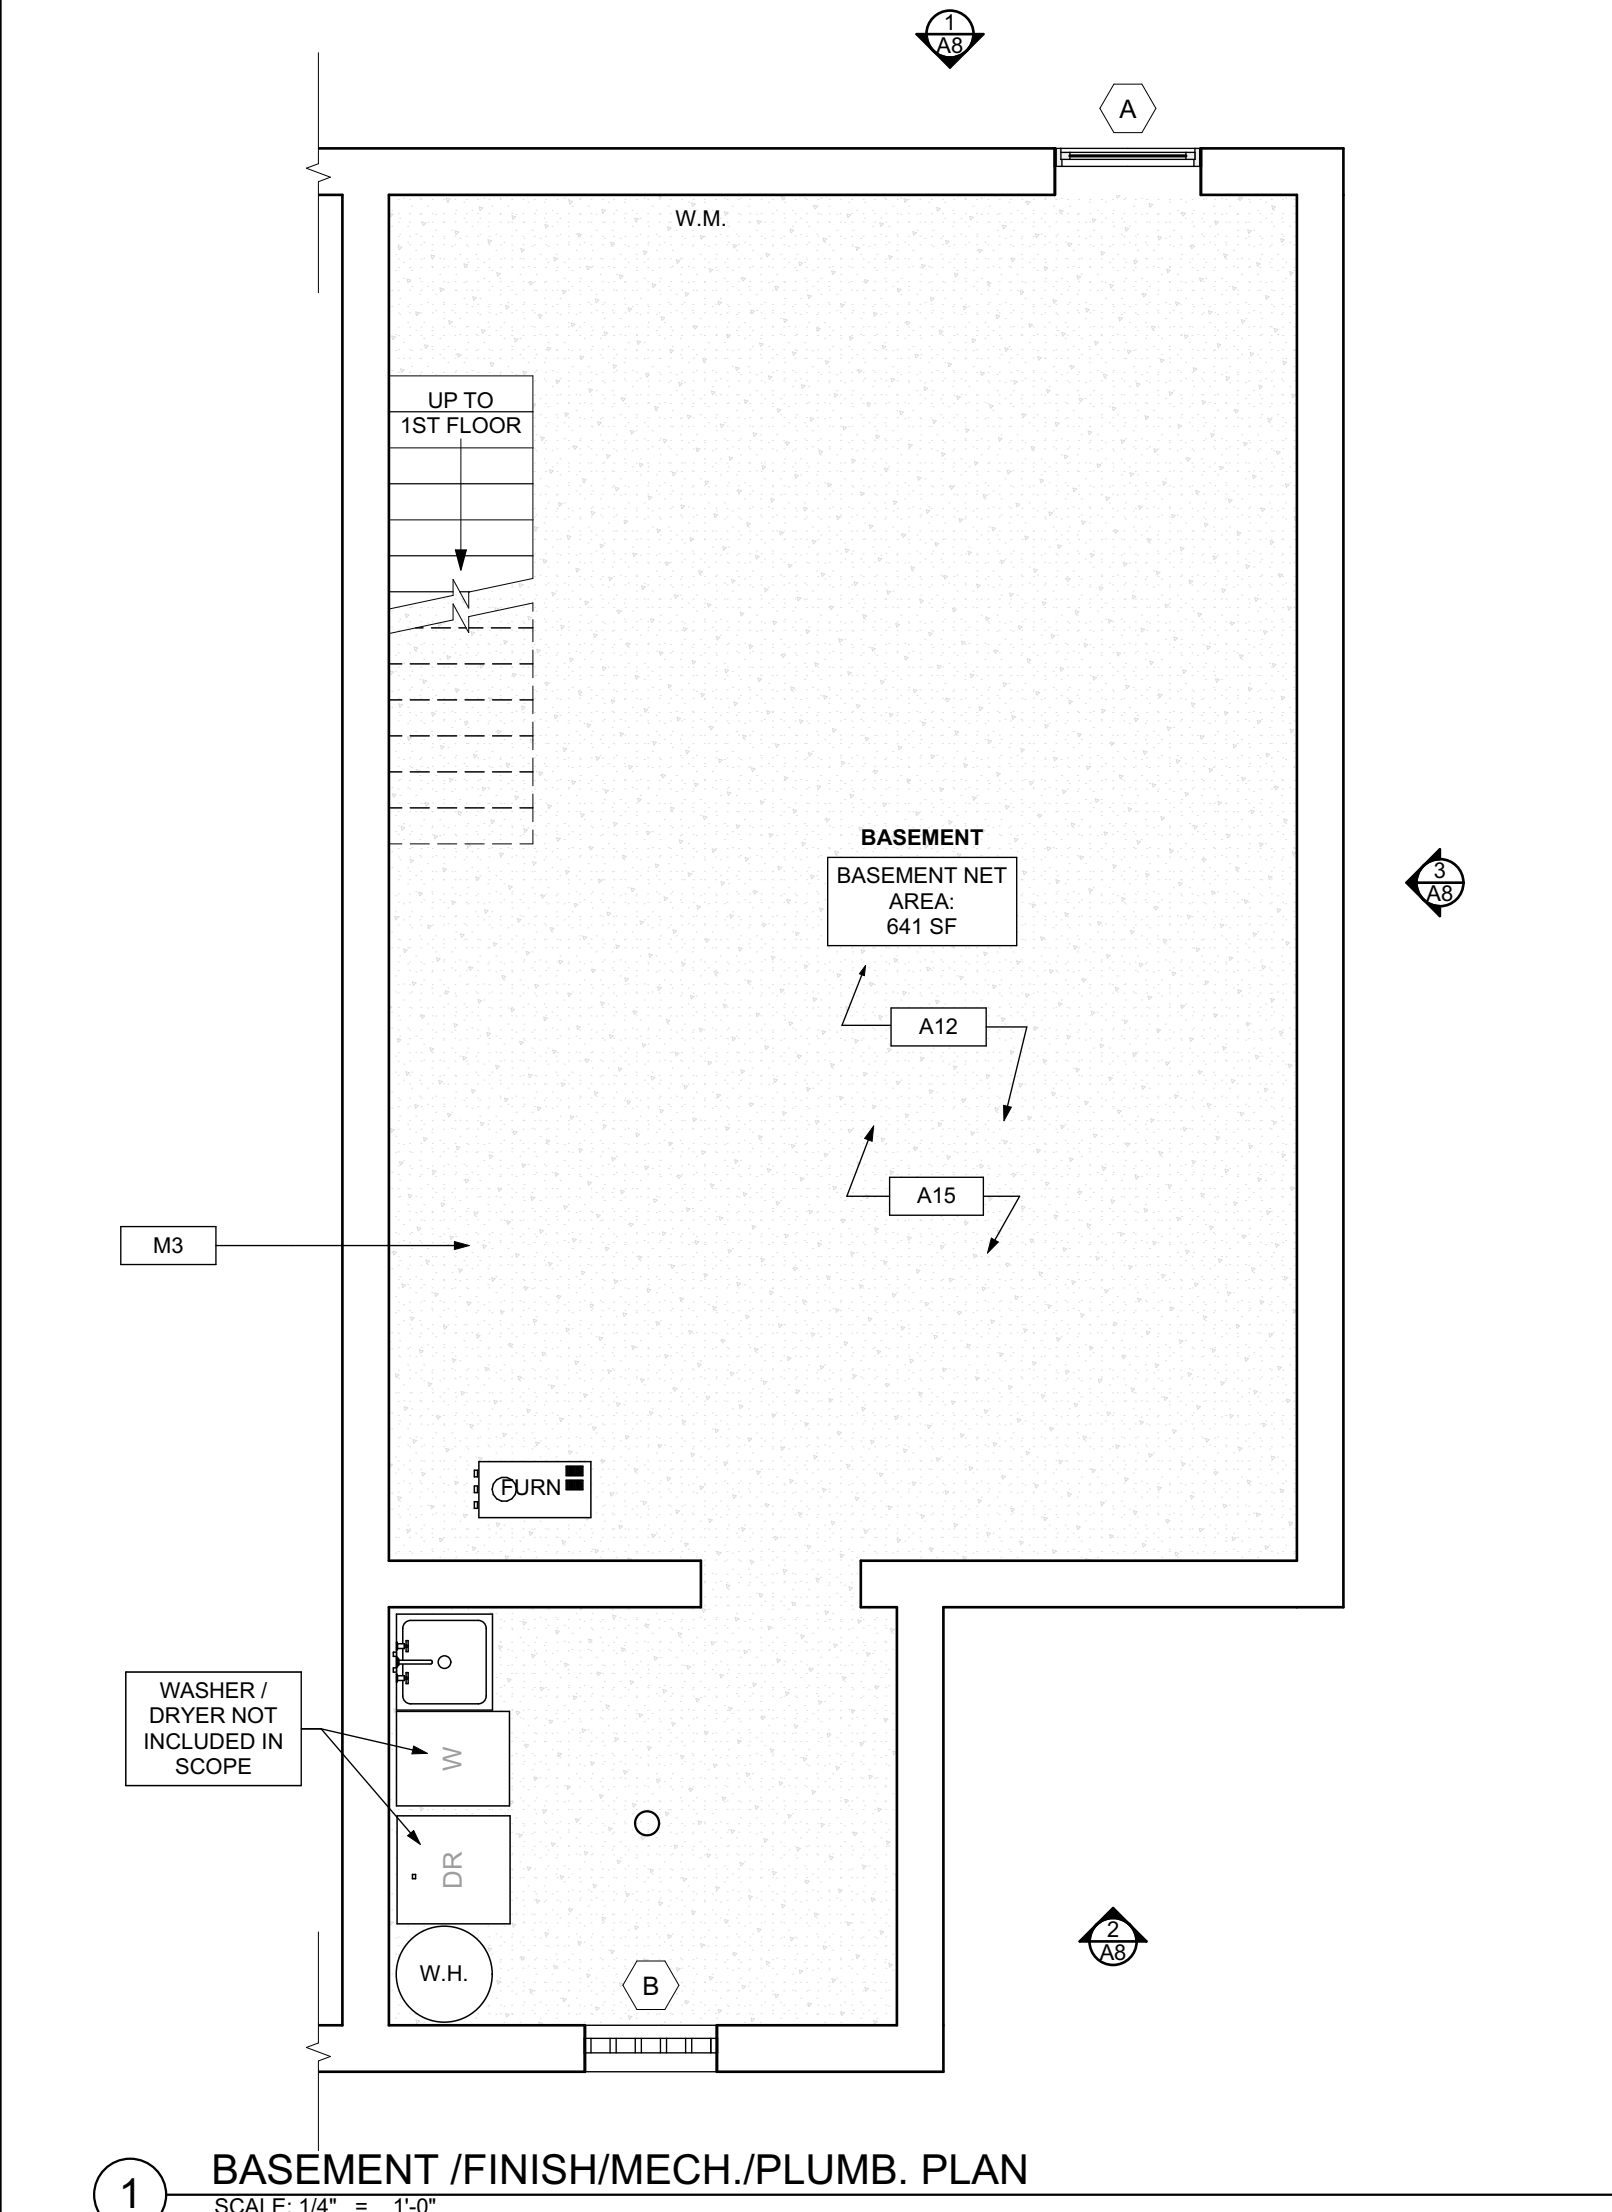 1
A8
A
W.M.
UP TO
1ST FLOOR
BASEMENT
BASEMENT NET
AREA:
641 SF
3
A8
A12
A15
M3
FURN
WASHER /
DRYER NOT
INCLUDED IN
SCOPE
W
DR
W.H.
B
2
A8
1
BASEMENT /FINISH/MECH./PLUMB. PLAN
SCALE: 1/4" = 1'-0"